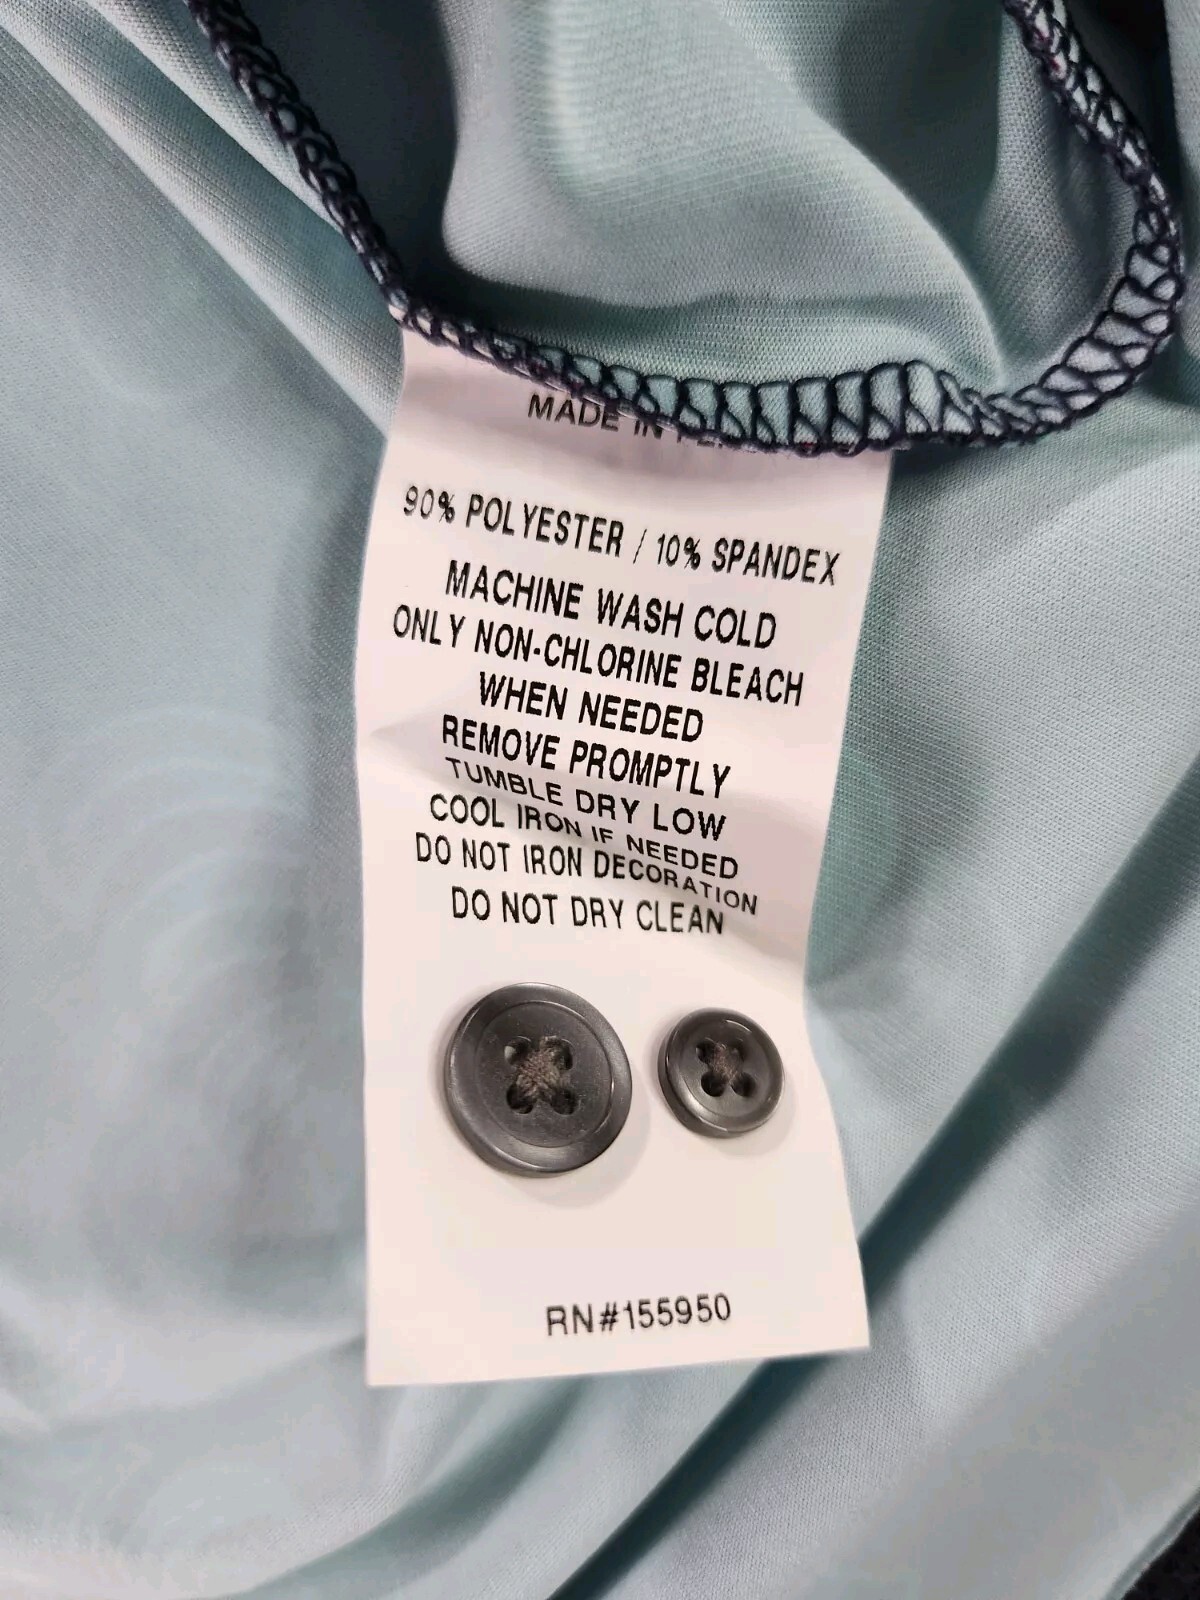 MADE IN
90% POLYESTER / 10% SPANDEX
MACHINE WASH COLD
ONLY NON-CHLORINE BLEACH
WHEN NEEDED
REMOVE PROMPTLY
TUMBLE DRY LOW
COOL IRON IF NEEDED
DO NOT IRON DECORATION
DO NOT DRY CLEAN
RN#155950